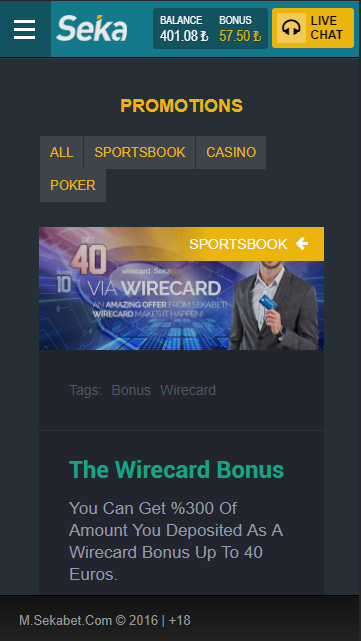 Seka
BALANCE BONUS
401.08 ₺ 57.50 ₺
LIVE
CHAT
PROMOTIONS
ALL SPORTSBOOK CASINO
POKER
SPORTSBOOK
GET
40
10
wirecard Seka
VIA WIRECARD
AN AMAZING OFFER FROM SEKABET!
WIRECARD MAKES IT HAPPEN!
Tags: Bonus Wirecard
The Wirecard Bonus
You Can Get %300 Of
Amount You Deposited As A
Wirecard Bonus Up To 40
Euros.
M.Sekabet.Com © 2016 | +18